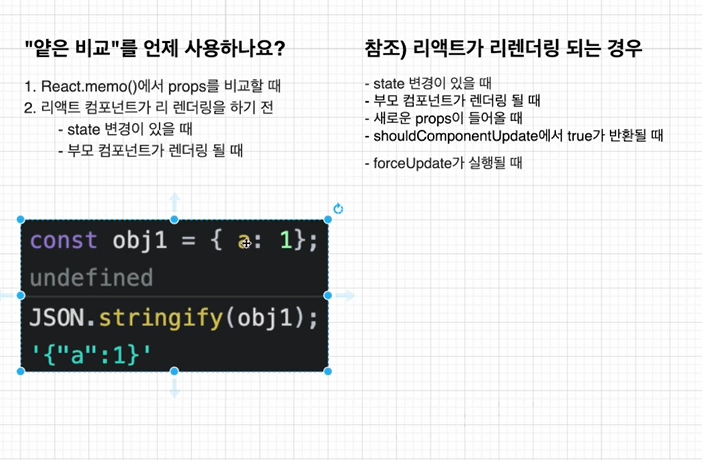 "얕은 비교"를 언제 사용하나요?
1. React.memo()에서 props를 비교할 때
2. 리액트 컴포넌트가 리 렌더링을 하기 전
- state 변경이 있을 때
- 부모 컴포넌트가 렌더링 될 때
참조) 리액트가 리렌더링 되는 경우
- state 변경이 있을 때
- 부모 컴포넌트가 렌더링 될 때
- 새로운 props이 들어올 때
- shouldComponentUpdate에서 true가 반환될 때
- forceUpdate가 실행될 때
const obj1 = { a: 1};
undefined
JSON.stringify(obj1);
'{"a":1}'